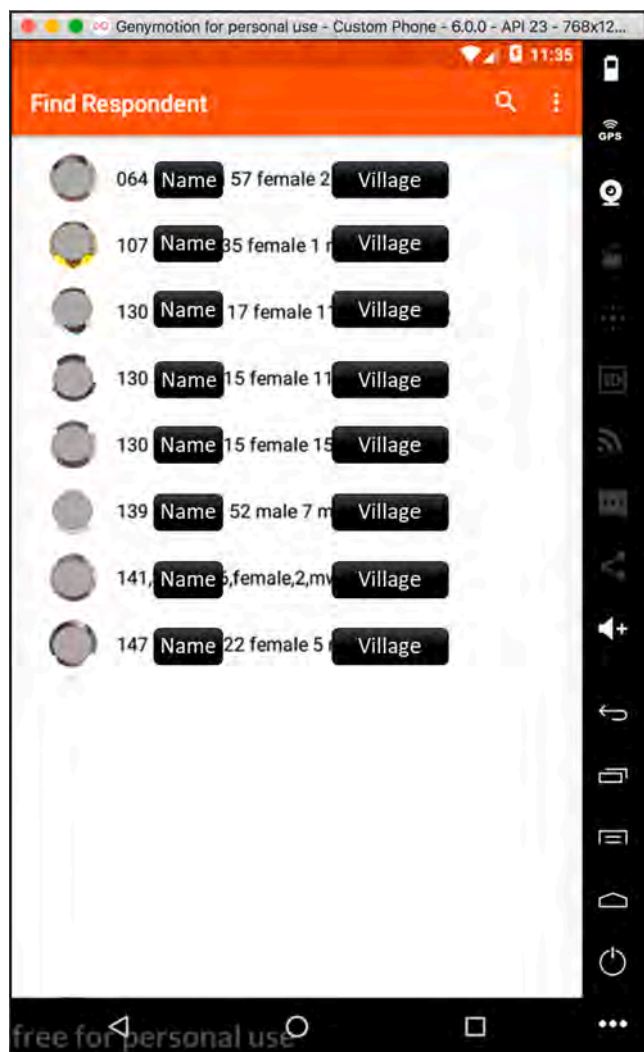 Genymotion for personal use - Custom Phone - 6.0.0 - API 23 - 768x12...
11:35
Find Respondent
GPS
064 Name 57 female 2 Village
107 Name 35 female 1 Village
130 Name 17 female 1 Village
130 Name 15 female 11 Village
130 Name 15 female 15 Village
139 Name 52 male 7 m Village
141, Name ,female,2,mw Village
147 Name 22 female 5 Village
free for personal use